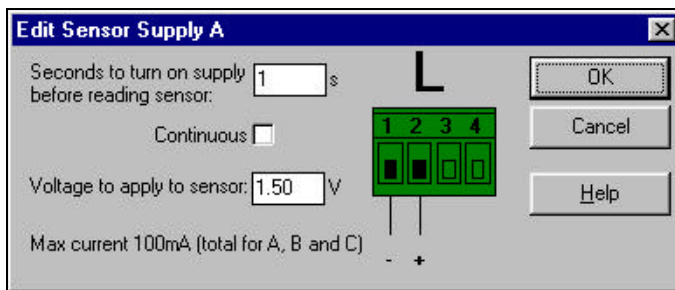 Edit Sensor Supply A
Seconds to turn on supply
before reading sensor:
1 s
Continuous
Voltage to apply to sensor: 1.50 V
Max current 100mA (total for A, B and C)
L
1 2 3 4
- +
OK
Cancel
Help